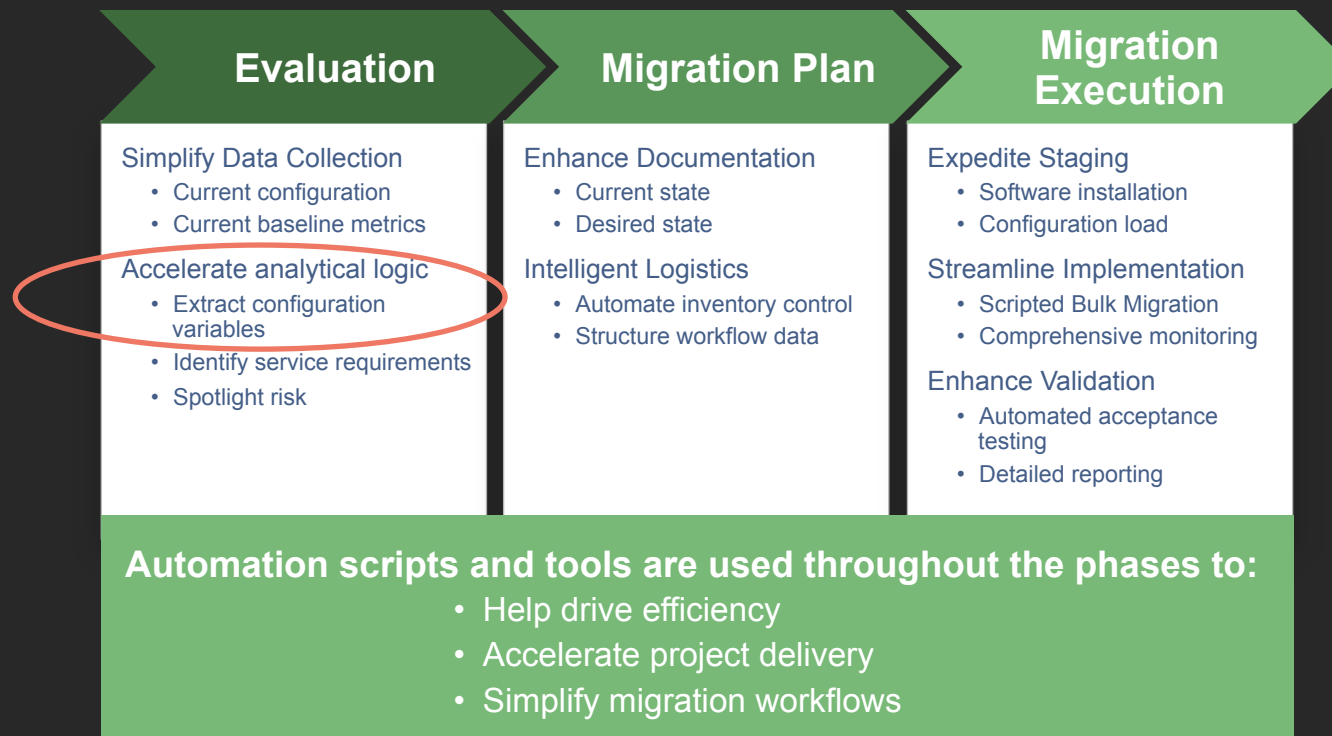 Evaluation
Simplify Data Collection
• Current configuration
• Current baseline metrics
Accelerate analytical logic
• Extract configuration
variables
• Identify service requirements
• Spotlight risk
Migration Plan
Enhance Documentation
• Current state
• Desired state
Intelligent Logistics
• Automate inventory control
• Structure workflow data
Migration
Execution
Expedite Staging
• Software installation
• Configuration load
Streamline Implementation
• Scripted Bulk Migration
• Comprehensive monitoring
Enhance Validation
• Automated acceptance
testing
• Detailed reporting
Automation scripts and tools are used throughout the phases to:
• Help drive efficiency
• Accelerate project delivery
• Simplify migration workflows